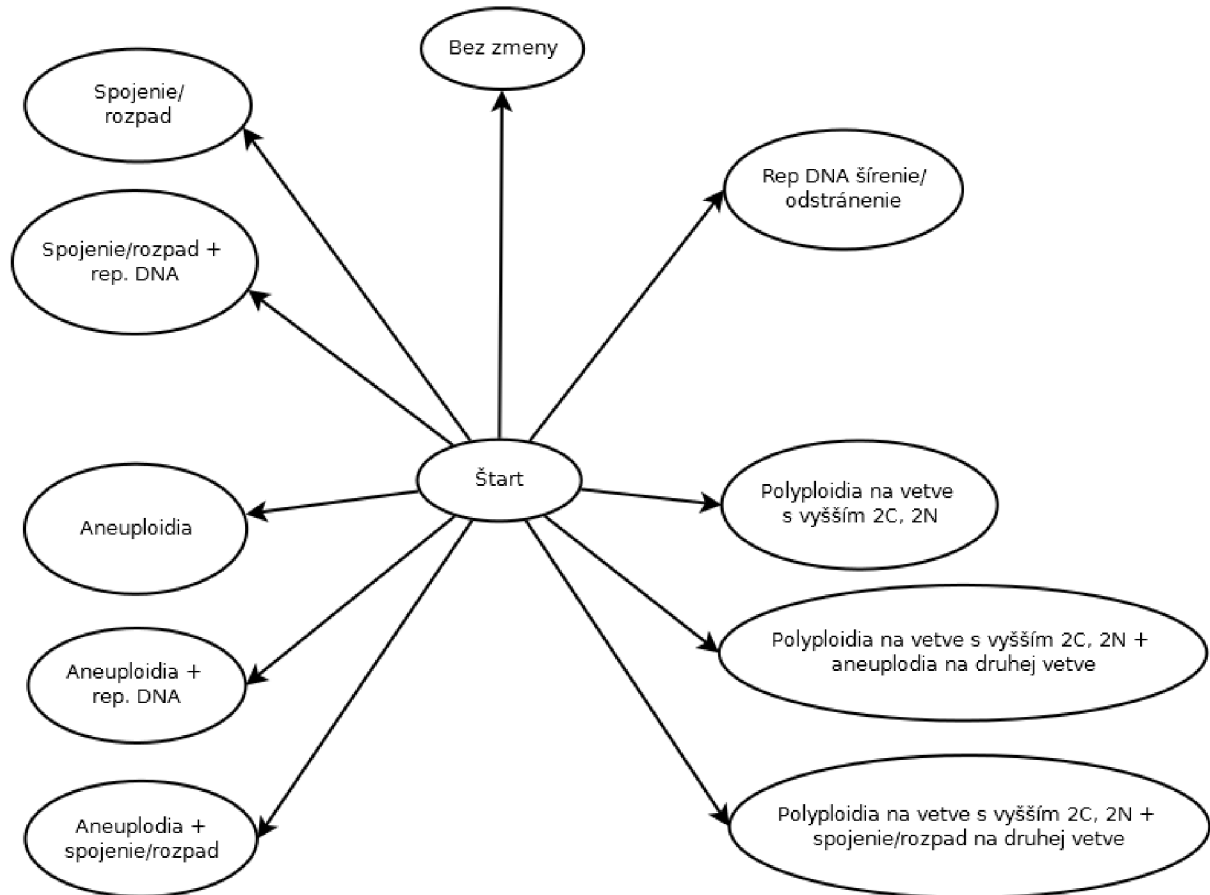 Bez zmeny
Spojenie/
rozpad
Rep DNA šírenie/
odstránenie
Spojenie/rozpad +
rep. DNA
Štart
Polyploidia na vetve
s vyšším 2C, 2N
Aneuploidia
Polyploidia na vetve s vyšším 2C, 2N +
aneuplodia na druhej vetve
Aneuploidia +
rep. DNA
Polyploidia na vetve s vyšším 2C, 2N +
spojenie/rozpad na druhej vetve
Aneuplodia +
spojenie/rozpad